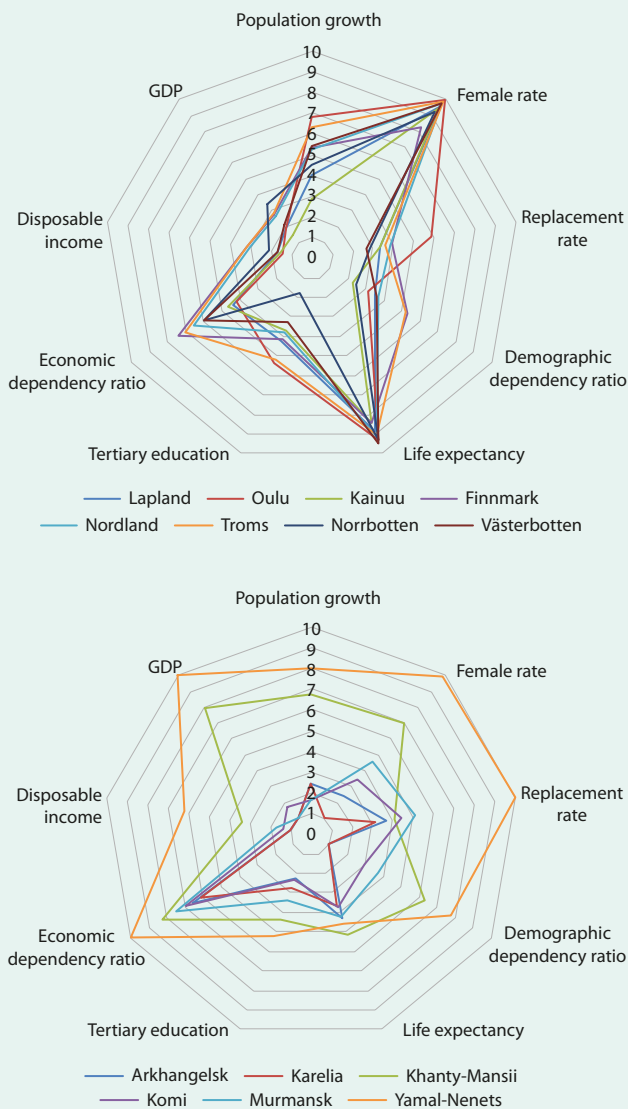 Population growth
10
9
8
7
6
5
4
3
2
1
0
GDP
Female rate
Disposable
income
Replacement
rate
Economic
dependency ratio
Demographic
dependency ratio
Tertiary education
Life expectancy
Lapland
Oulu
Kainuu
Finnmark
Nordland
Troms
Norrbotten
Västerbotten
Population growth
10
9
8
7
6
5
4
3
2
1
0
GDP
Female rate
Disposable
income
Replacement
rate
Economic
dependency ratio
Demographic
dependency ratio
Tertiary education
Life expectancy
Arkhangelsk
Karelia
Khanty-Mansii
Komi
Murmansk
Yamal-Nenets